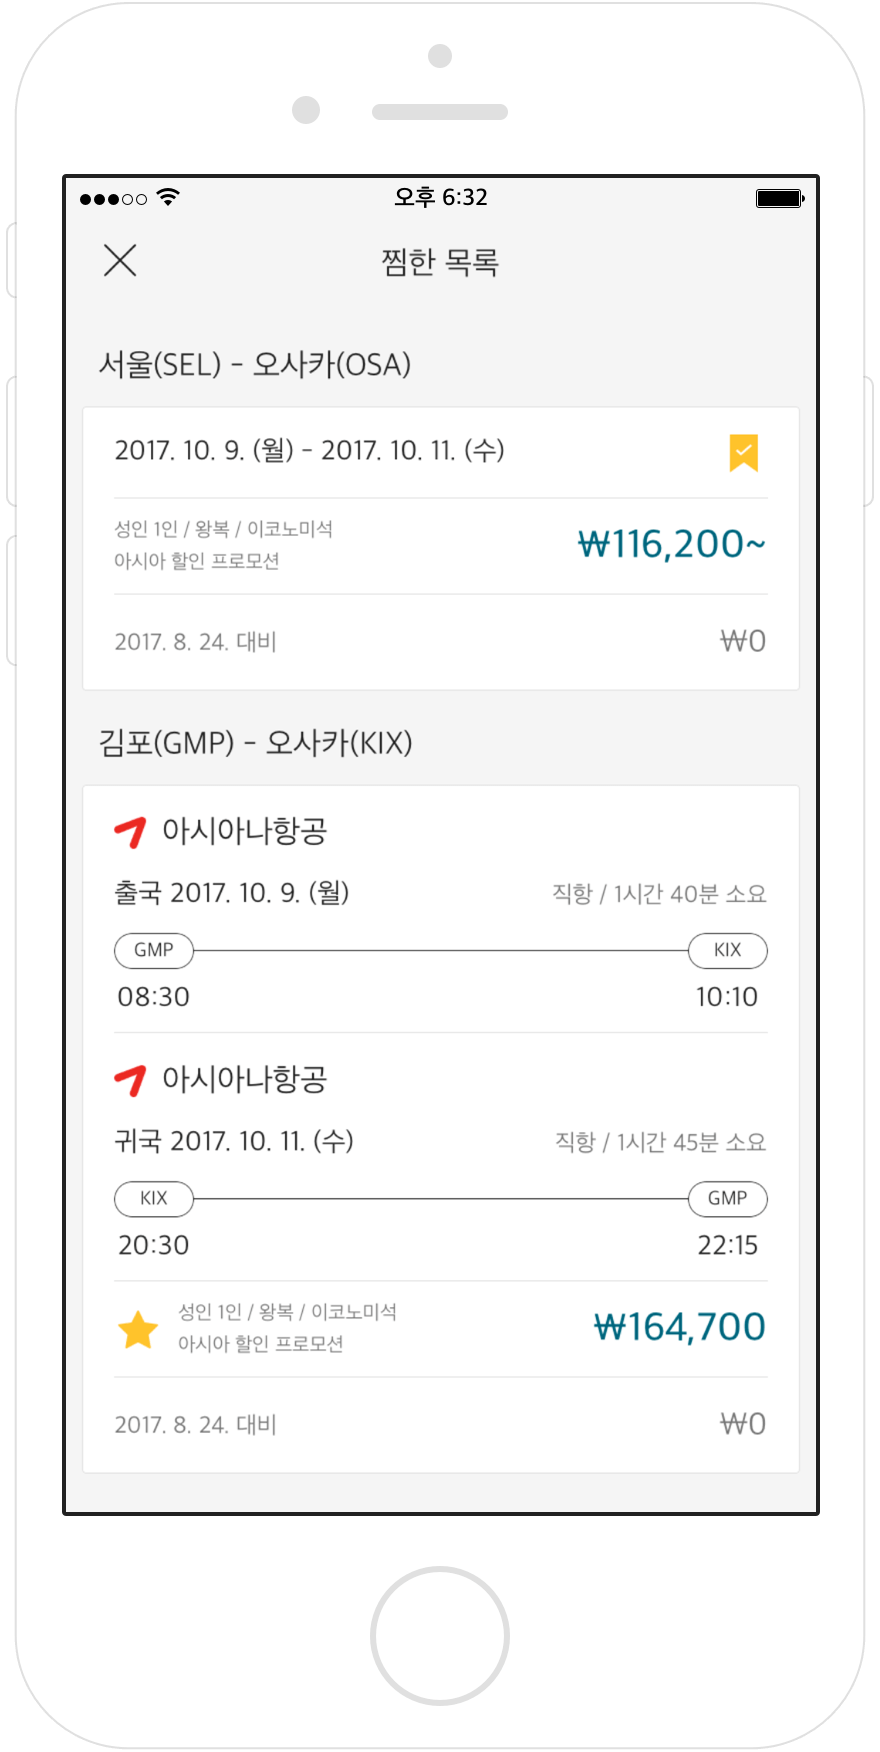 오후 6:32
찜한 목록
서울(SEL) - 오사카(OSA)
2017. 10. 9. (월) - 2017. 10. 11. (수)
성인 1인 / 왕복 / 이코노미석
아시아 할인 프로모션
₩116,200~
2017. 8. 24. 대비
₩0
김포(GMP) - 오사카(KIX)
아시아나항공
출국 2017. 10. 9. (월)
직항 / 1시간 40분 소요
GMP
KIX
08:30
10:10
아시아나항공
귀국 2017. 10. 11. (수)
직항 / 1시간 45분 소요
KIX
GMP
20:30
22:15
성인 1인 / 왕복 / 이코노미석
아시아 할인 프로모션
₩164,700
2017. 8. 24. 대비
₩0